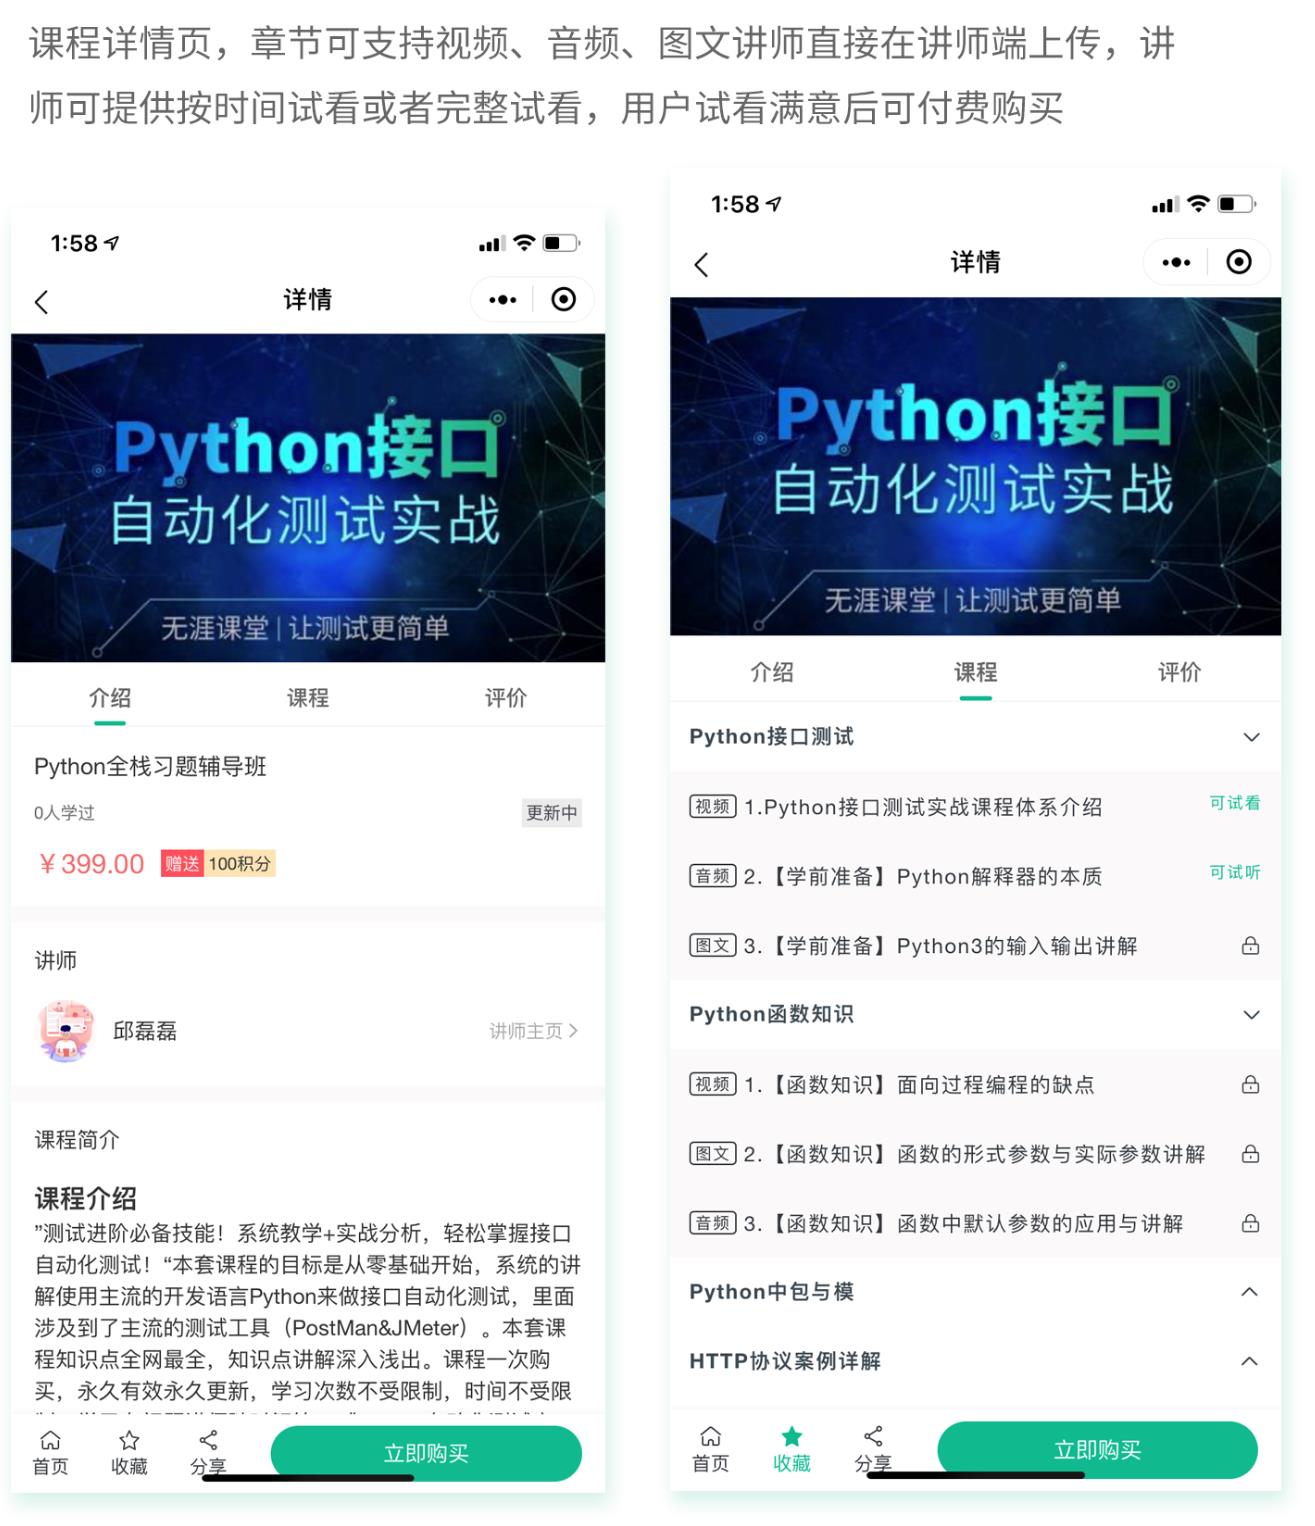 课程详情页，章节可支持视频、音频、图文讲师直接在讲师端上传，讲
师可提供按时间试看或者完整试看，用户试看满意后可付费购买
1:58
详情
Python接口
自动化测试实战
无涯课堂|让测试更简单
介绍 课程 评价
Python全栈习题辅导班
0人学过 更新中
￥399.00 赠送 100积分
讲师
邱磊磊 讲师主页
课程简介
课程介绍
”测试进阶必备技能！系统教学+实战分析，轻松掌握接口
自动化测试！“本套课程的目标是从零基础开始，系统的讲
解使用主流的开发语言Python来做接口自动化测试，里面
涉及到了主流的测试工具（PostMan&JMeter）。本套课
程知识点全网最全，知识点讲解深入浅出。课程一次购
买，永久有效永久更新，学习次数不受限制，时间不受限
首页 收藏 分享 立即购买
1:58
详情
Python接口
自动化测试实战
无涯课堂|让测试更简单
介绍 课程 评价
Python接口测试
视频 1.Python接口测试实战课程体系介绍 可试看
音频 2.【学前准备】Python解释器的本质 可试听
图文 3.【学前准备】Python3的输入输出讲解
Python函数知识
视频 1.【函数知识】面向过程编程的缺点
图文 2.【函数知识】函数的形式参数与实际参数讲解
音频 3.【函数知识】函数中默认参数的应用与讲解
Python中包与模
HTTP协议案例详解
首页 收藏 分享 立即购买